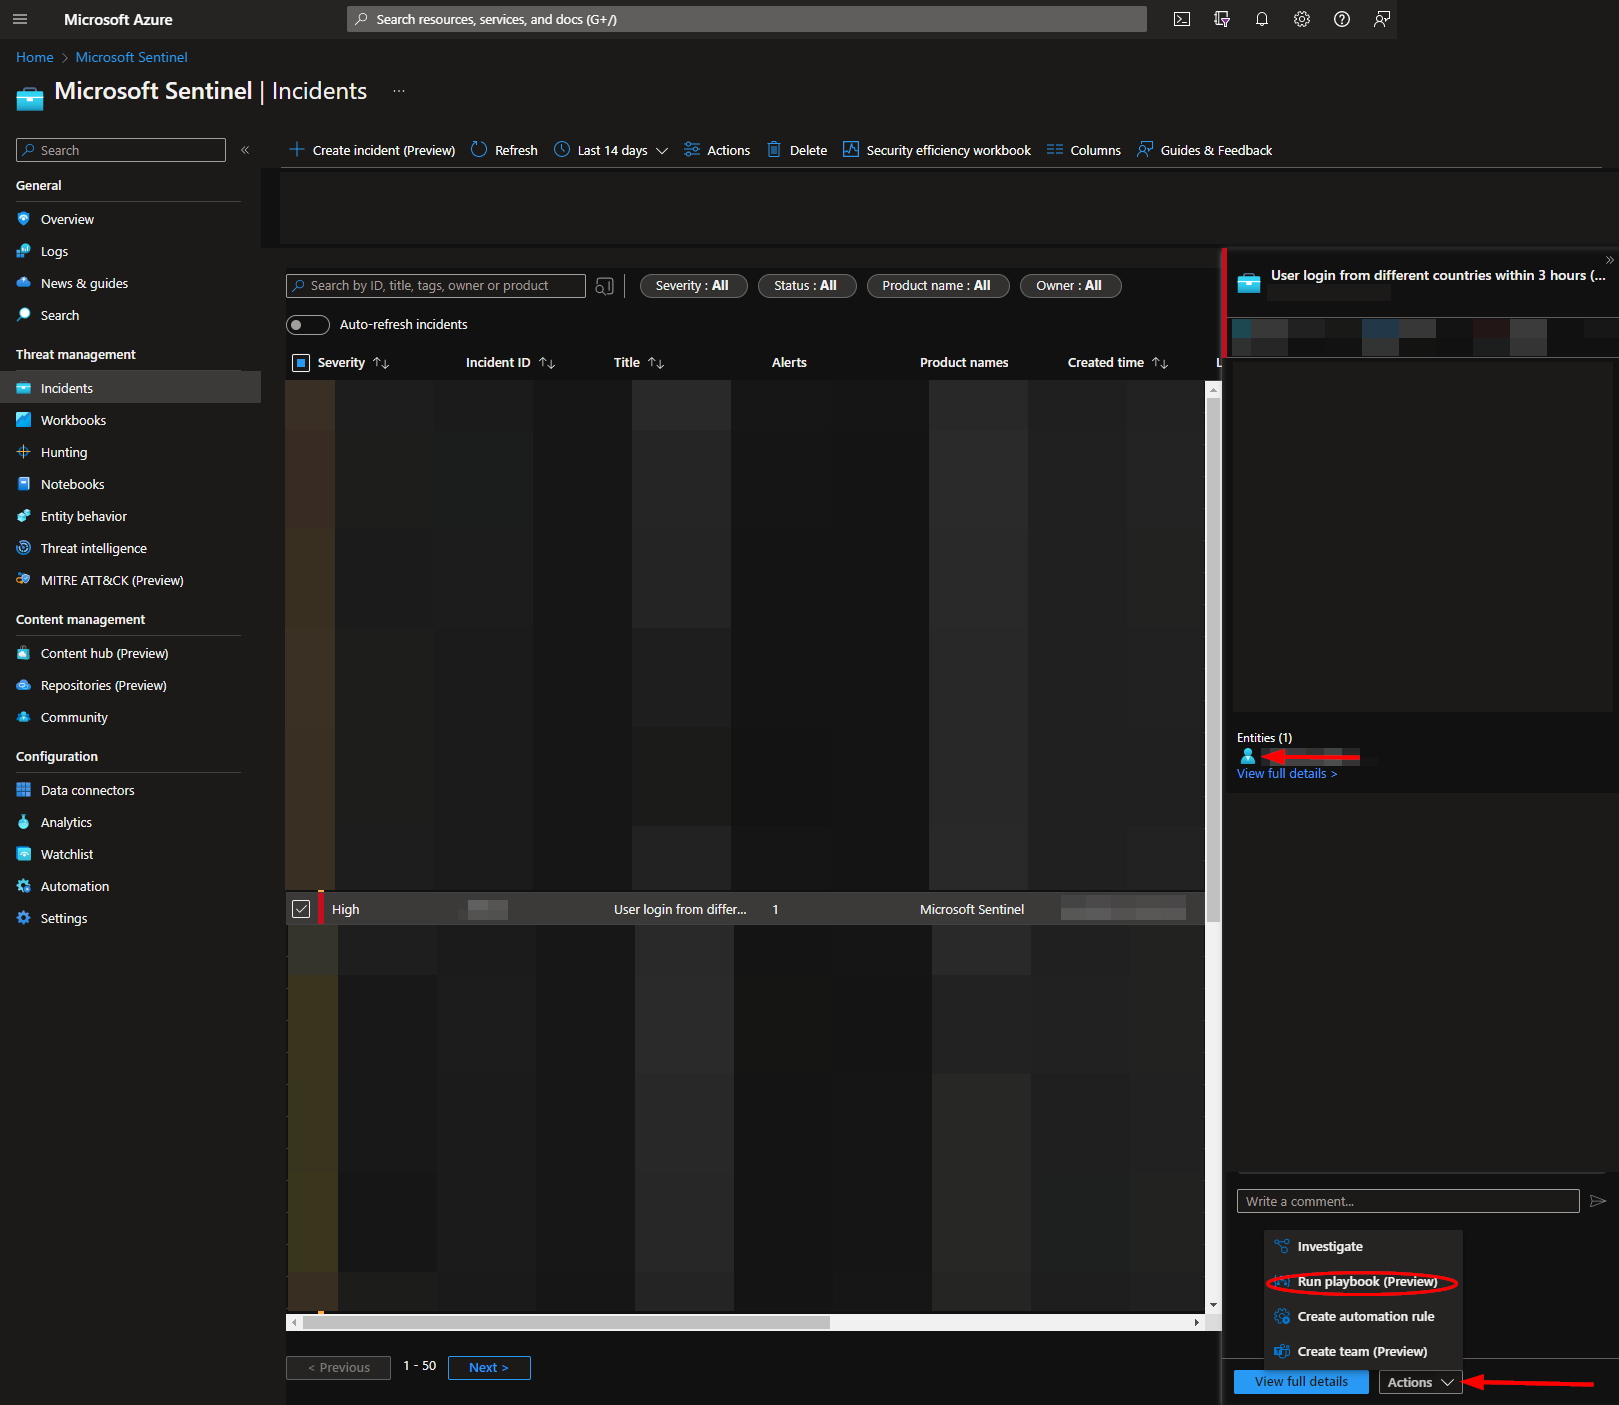 Microsoft Azure
Search resources, services, and docs (G+/)
Home > Microsoft Sentinel
Microsoft Sentinel | Incidents ...
Search
«
Create incident (Preview)
Refresh
Last 14 days
Actions
Delete
Security efficiency workbook
Columns
Guides & Feedback
General
Overview
Logs
News & guides
Search
Threat management
Incidents
Workbooks
Hunting
Notebooks
Entity behavior
Threat intelligence
MITRE ATT&CK (Preview)
Content management
Content hub (Preview)
Repositories (Preview)
Community
Configuration
Data connectors
Analytics
Watchlist
Automation
Settings
Search by ID, title, tags, owner or product
Severity : All
Status : All
Product name : All
Owner : All
Auto-refresh incidents
Severity ↑↓
Incident ID ↑↓
Title ↑↓
Alerts
Product names
Created time ↑↓
High
User login from differ...
1
Microsoft Sentinel
< Previous
1 - 50
Next >
»
User login from different countries within 3 hours (...
Entities (1)
View full details >
Write a comment...
Investigate
Run playbook (Preview)
Create automation rule
Create team (Preview)
View full details
Actions